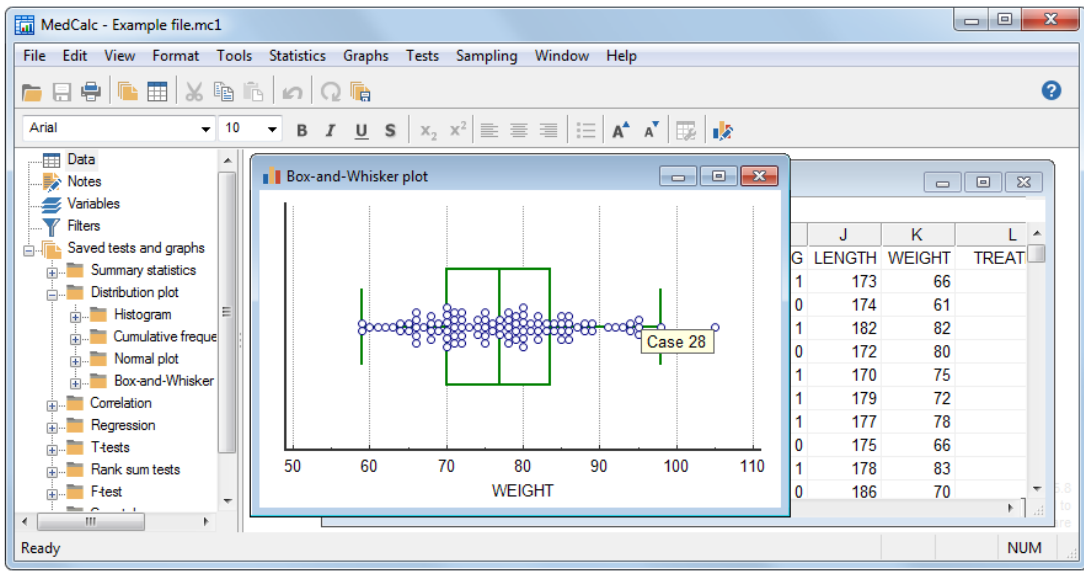 MedCalc - Example file.mc1
File Edit View Format Tools Statistics Graphs Tests Sampling Window Help
Arial 10 B I U S X₂ X² A A
Data
Notes
Variables
Filters
Saved tests and graphs
Summary statistics
Distribution plot
Histogram
Cumulative freque
Normal plot
Box-and-Whisker
Correlation
Regression
T-tests
Rank sum tests
F-test
Box-and-Whisker plot
Case 28
50 60 70 80 90 100 110
WEIGHT
J K L
G LENGTH WEIGHT TREAT
1 173 66
0 174 61
1 182 82
0 172 80
1 170 75
1 179 72
1 177 78
0 175 66
1 178 83
0 186 70
Ready NUM